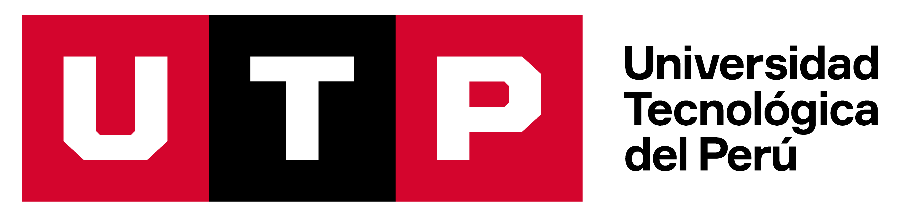 UTP
Universidad
Tecnológica
del Perú